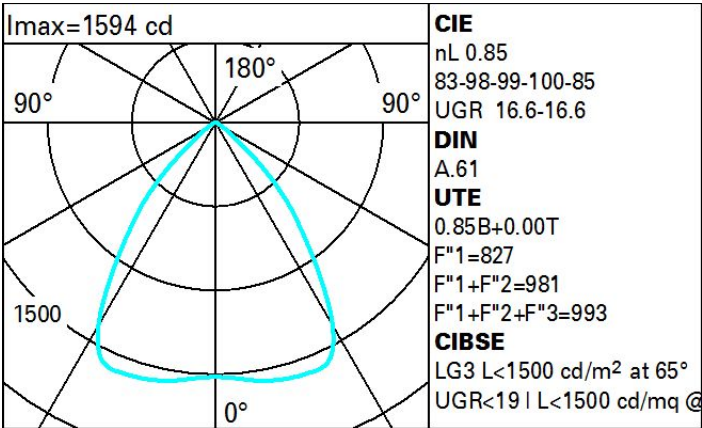 Imax=1594 cd
180°
90°
90°
1500
0°
CIE
nL 0.85
83-98-99-100-85
UGR 16.6-16.6
DIN
A.61
UTE
0.85B+0.00T
F"1=827
F"1+F"2=981
F"1+F"2+F"3=993
CIBSE
LG3 L<1500 cd/m² at 65°
UGR<19 | L<1500 cd/mq @